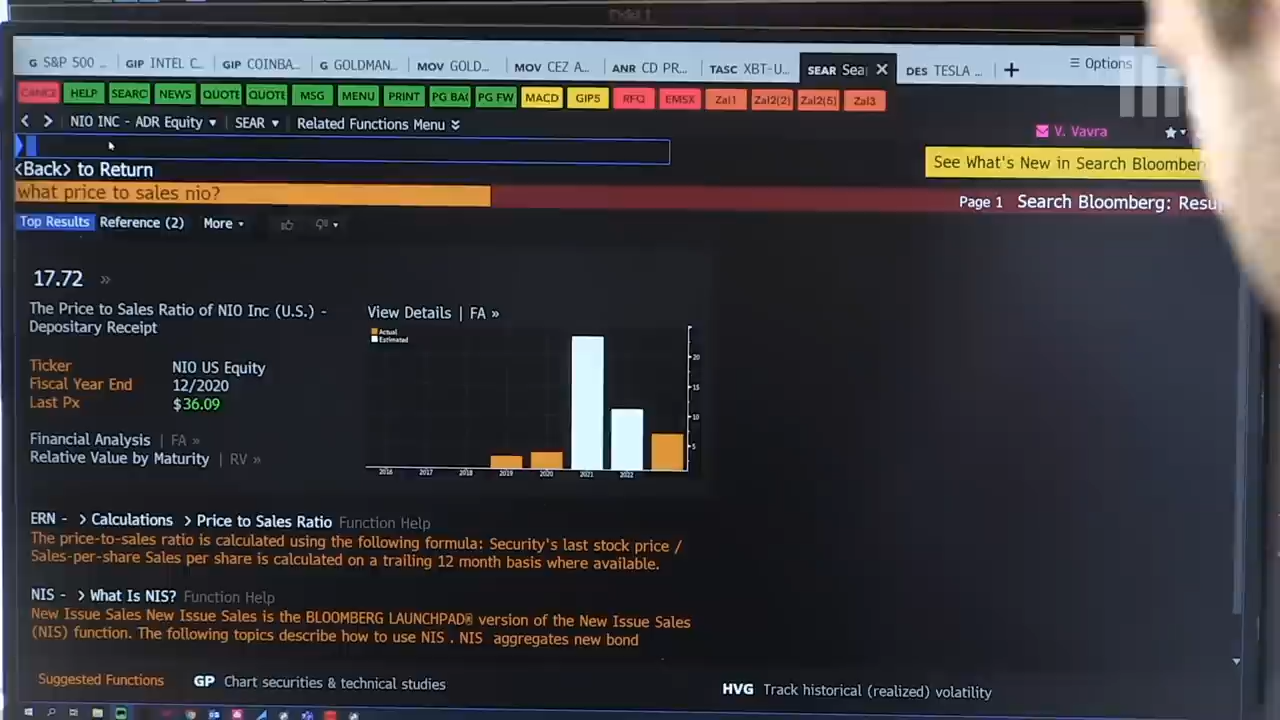 G S&P 500 .. GIP INTEL C... GIP COINBA... G GOLDMAN... MOV GOLD... MOV CEZ A... ANR CD PR... TASC XBT-U... SEAR Sea DES TESLA ... + Options
CANCE HELP SEARC NEWS QUOTE QUOTE MSG MENU PRINT PG BAC PG FW MACD GIP5 RFQ EMSX Zal1 Zal2(2) Zal2(5) Zal3
NIO INC - ADR Equity SEAR Related Functions Menu
V. Vavra
<Back> to Return
See What's New in Search Bloomber
what price to sales nio?
Page 1 Search Bloomberg: Resu
Top Results Reference (2) More
17.72 »
The Price to Sales Ratio of NIO Inc (U.S.) -
Depositary Receipt
View Details | FA »
Actual
Estimated
Ticker NIO US Equity
Fiscal Year End 12/2020
Last Px $36.09
Financial Analysis | FA »
Relative Value by Maturity | RV »
20
15
10
5
2016 2017 2018 2019 2020 2021 2022
ERN - > Calculations > Price to Sales Ratio Function Help
The price-to-sales ratio is calculated using the following formula: Security's last stock price /
Sales-per-share Sales per share is calculated on a trailing 12 month basis where available.
NIS - > What Is NIS? Function Help
New Issue Sales New Issue Sales is the BLOOMBERG LAUNCHPAD® version of the New Issue Sales
(NIS) function. The following topics describe how to use NIS . NIS aggregates new bond
Suggested Functions GP Chart securities & technical studies HVG Track historical (realized) volatility